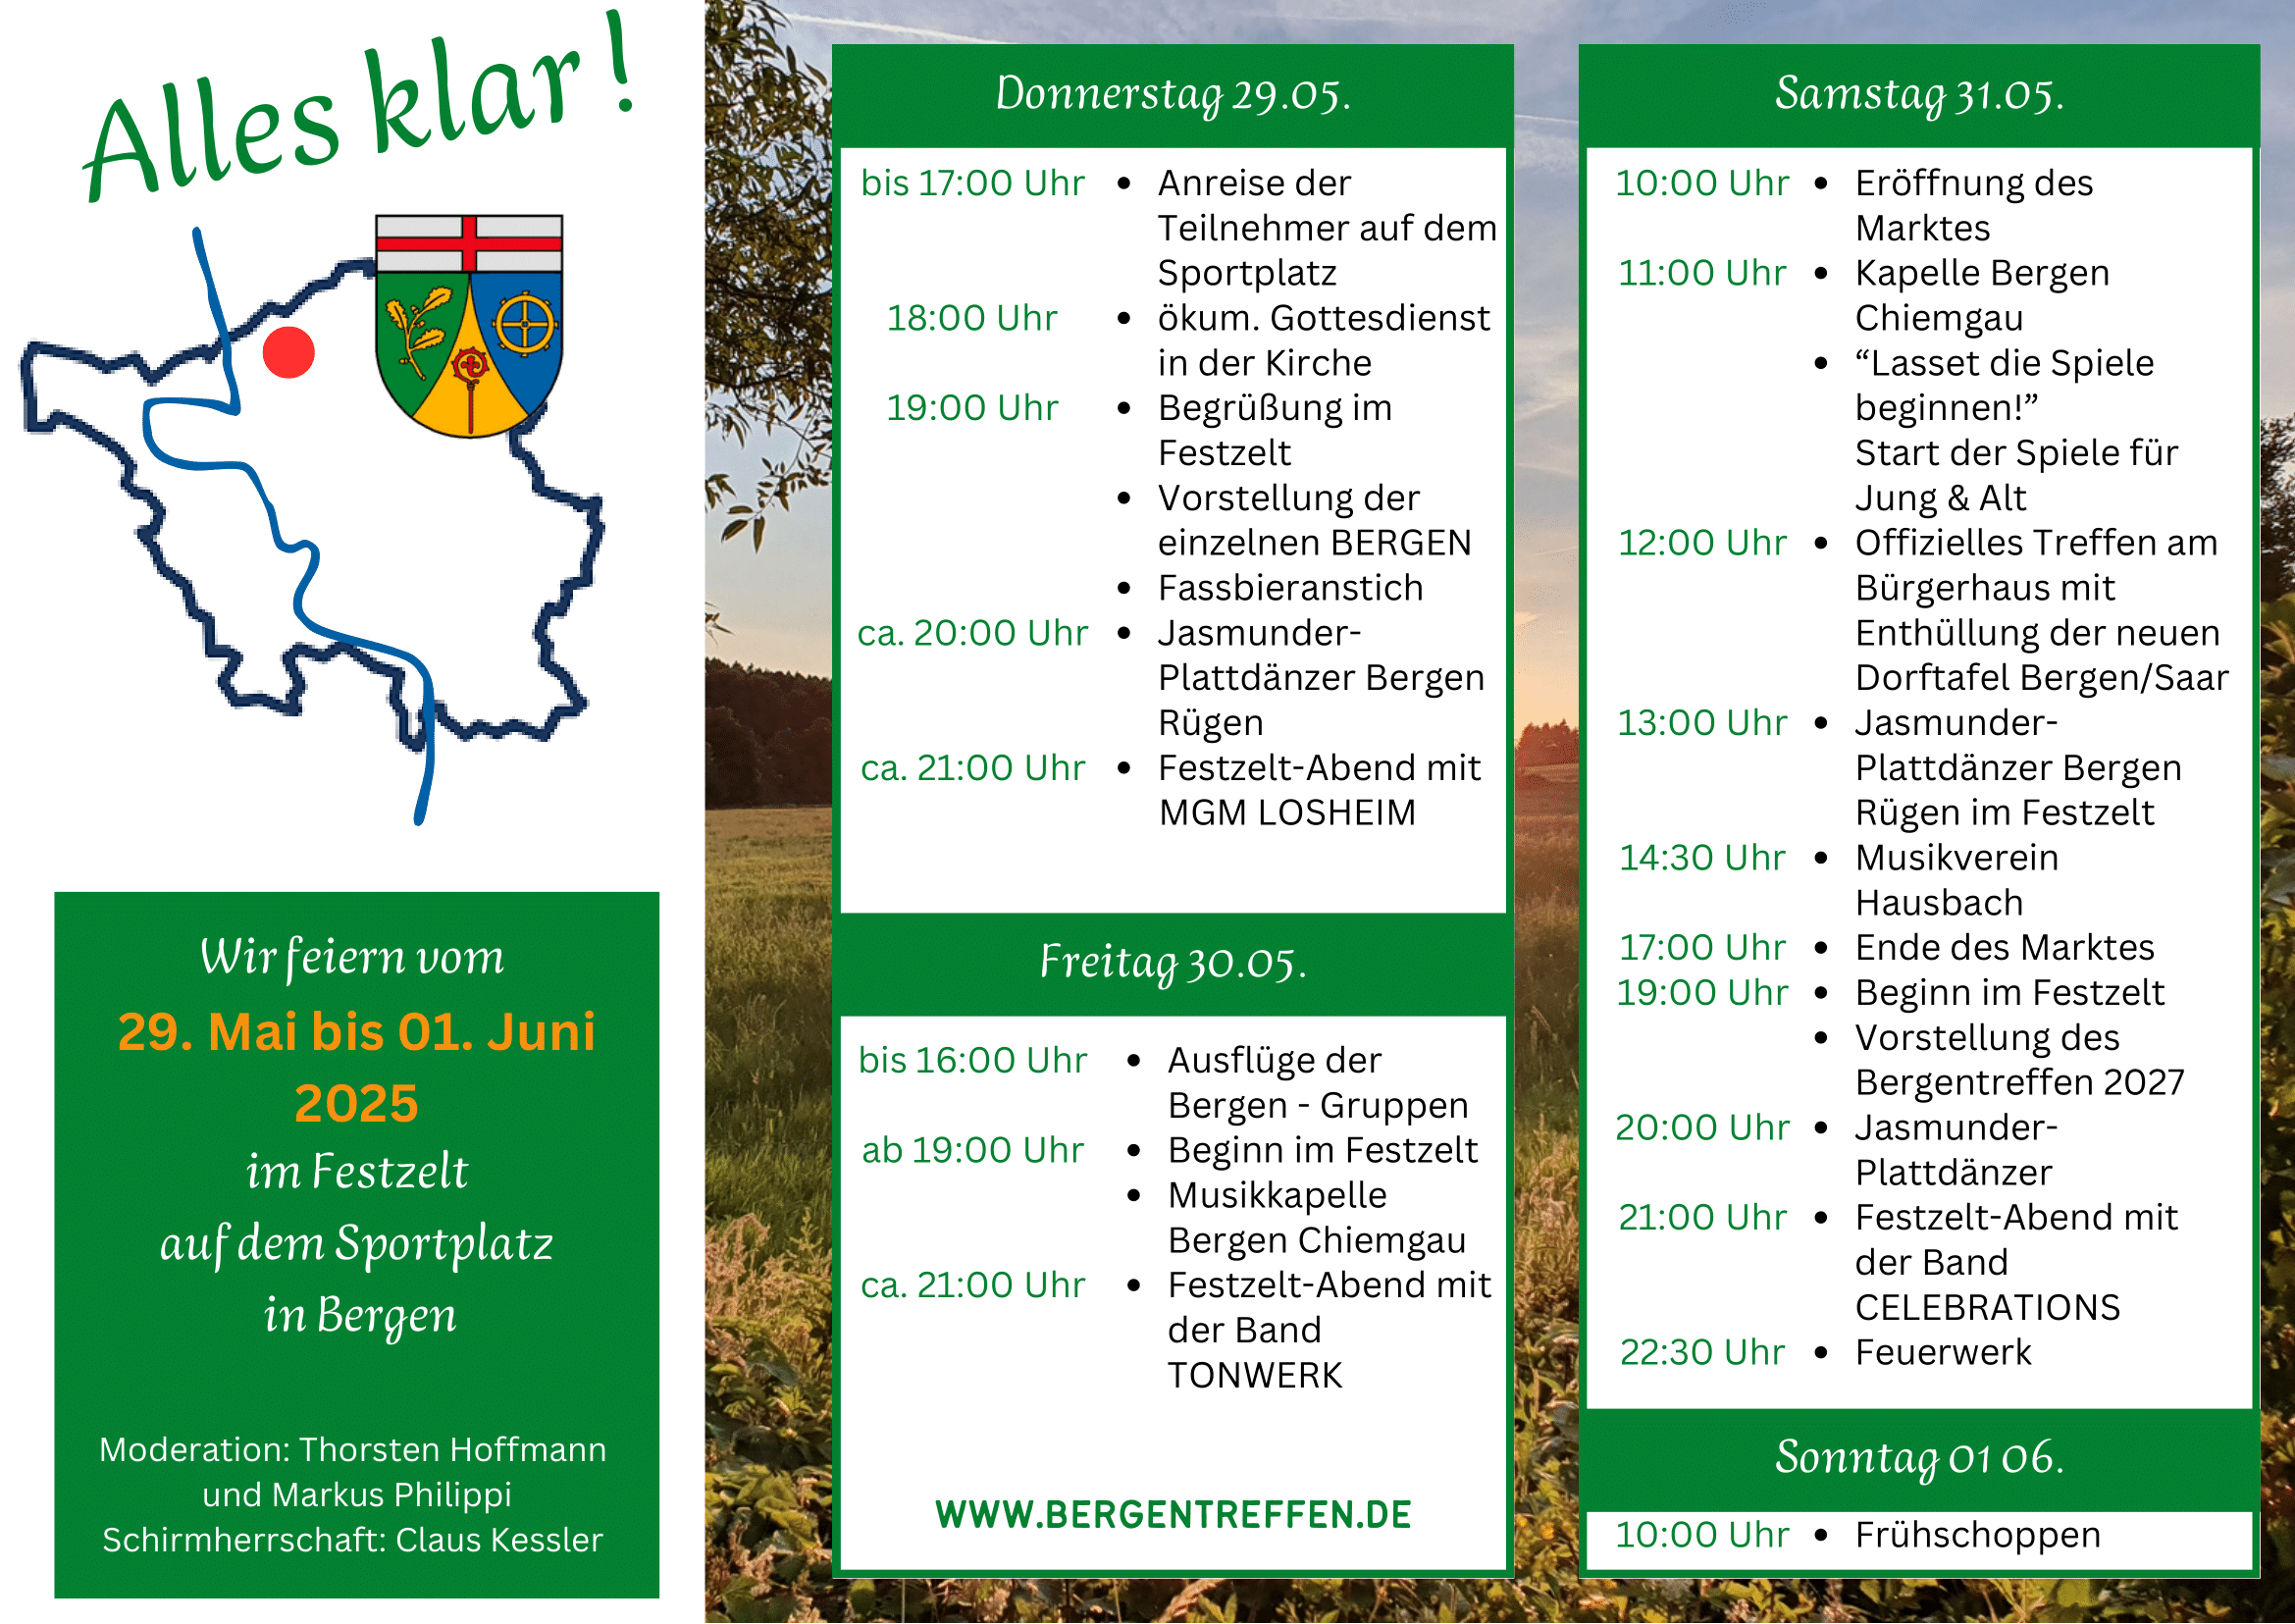 Alles klar!
Wir feiern vom
29. Mai bis 01. Juni
2025
im Festzelt
auf dem Sportplatz
in Bergen
Moderation: Thorsten Hoffmann
und Markus Philippi
Schirmherrschaft: Claus Kessler
Donnerstag 29.05.
bis 17:00 Uhr • Anreise der
Teilnehmer auf dem
Sportplatz
18:00 Uhr • ökum. Gottesdienst
in der Kirche
19:00 Uhr • Begrüßung im
Festzelt
• Vorstellung der
einzelnen BERGEN
• Fassbieranstich
ca. 20:00 Uhr • Jasmunder-
Plattdänzer Bergen
Rügen
ca. 21:00 Uhr • Festzelt-Abend mit
MGM LOSHEIM
Freitag 30.05.
bis 16:00 Uhr • Ausflüge der
Bergen - Gruppen
ab 19:00 Uhr • Beginn im Festzelt
• Musikkapelle
Bergen Chiemgau
ca. 21:00 Uhr • Festzelt-Abend mit
der Band
TONWERK
WWW.BERGENTREFFEN.DE
Samstag 31.05.
10:00 Uhr • Eröffnung des
Marktes
11:00 Uhr • Kapelle Bergen
Chiemgau
• “Lasset die Spiele
beginnen!”
Start der Spiele für
Jung & Alt
12:00 Uhr • Offizielles Treffen am
Bürgerhaus mit
Enthüllung der neuen
Dorftafel Bergen/Saar
13:00 Uhr • Jasmunder-
Plattdänzer Bergen
Rügen im Festzelt
14:30 Uhr • Musikverein
Hausbach
17:00 Uhr • Ende des Marktes
19:00 Uhr • Beginn im Festzelt
• Vorstellung des
Bergentreffen 2027
20:00 Uhr • Jasmunder-
Plattdänzer
21:00 Uhr • Festzelt-Abend mit
der Band
CELEBRATIONS
22:30 Uhr • Feuerwerk
Sonntag 01 06.
10:00 Uhr • Frühschoppen